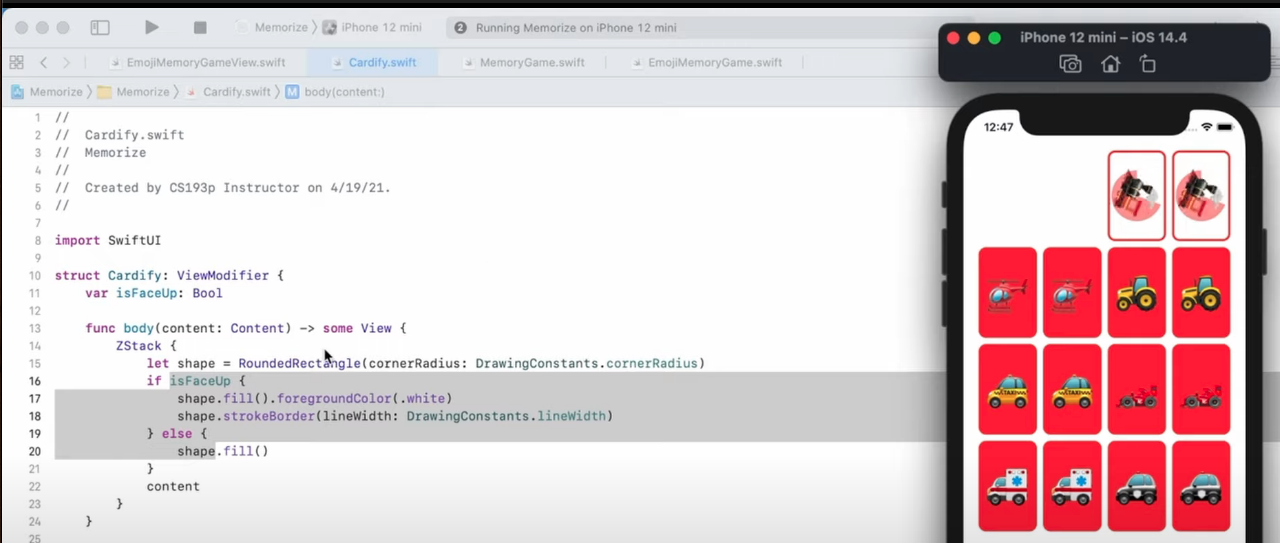 Memorize 〉 iPhone 12 mini
2 Running Memorize on iPhone 12 mini
iPhone 12 mini – iOS 14.4
EmojiMemoryGameView.swift
Cardify.swift
MemoryGame.swift
EmojiMemoryGame.swift
Memorize 〉 Memorize 〉 Cardify.swift 〉 M body(content:)
1 //
2 // Cardify.swift
3 // Memorize
4 //
5 // Created by CS193p Instructor on 4/19/21.
6 //
7
8 import SwiftUI
9
10 struct Cardify: ViewModifier {
11 var isFaceUp: Bool
12
13 func body(content: Content) -> some View {
14 ZStack {
15 let shape = RoundedRectangle(cornerRadius: DrawingConstants.cornerRadius)
16 if isFaceUp {
17 shape.fill().foregroundColor(.white)
18 shape.strokeBorder(lineWidth: DrawingConstants.lineWidth)
19 } else {
20 shape.fill()
21 }
22 content
23 }
24 }
25
12:47
TAXI
TAXI